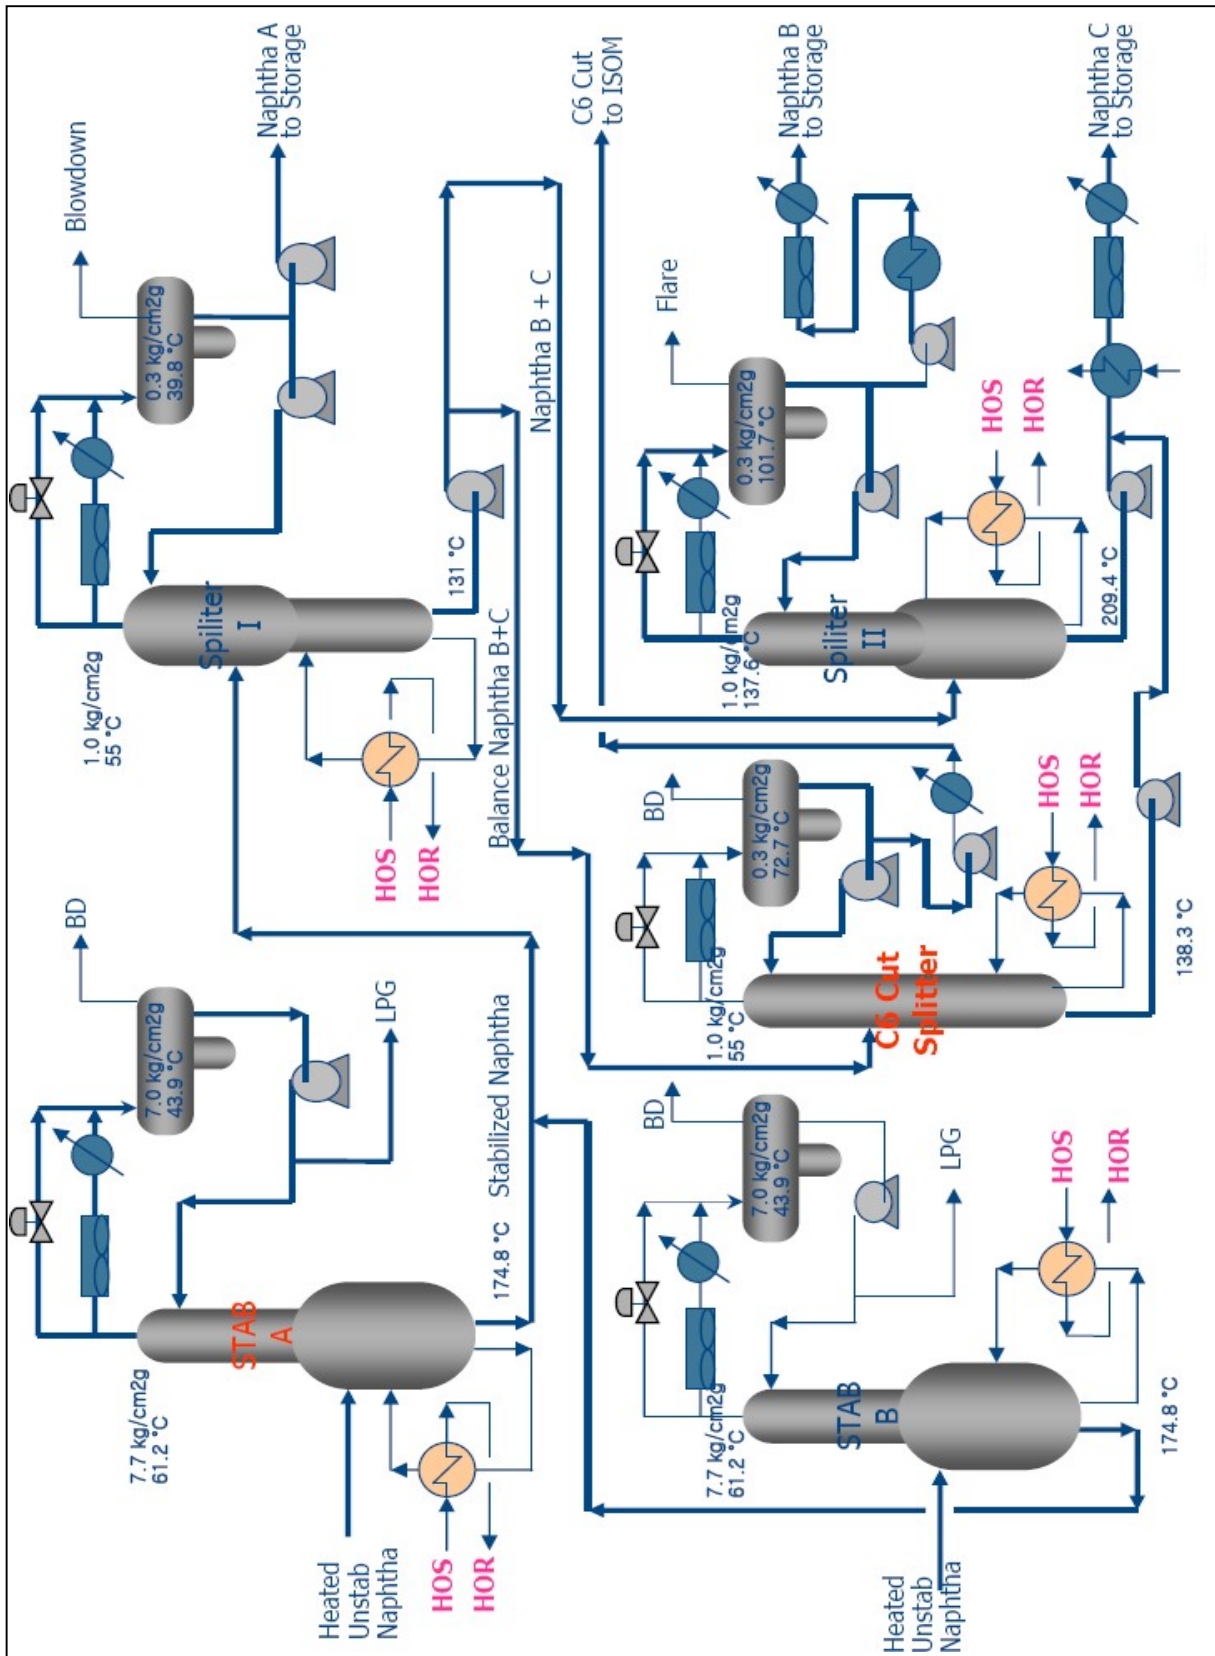 Heated
Unstab
Naphtha
HOS
HOR
7.7 kg/cm2g
61.2 °C
STAB
A
7.0 kg/cm2g
43.9 °C
BD
LPG
174.8 °C
Stabilized Naphtha
1.0 kg/cm2g
55 °C
Spiliter
I
HOS
HOR
131 °C
0.3 kg/cm2g
39.8 °C
Blowdown
Naphtha A
to Storage
Balance Naphtha B+C
Naphtha B + C
C6 Cut
to ISOM
Heated
Unstab
Naphtha
7.7 kg/cm2g
61.2 °C
STAB
B
7.0 kg/cm2g
43.9 °C
BD
LPG
HOS
HOR
174.8 °C
1.0 kg/cm2g
55 °C
C6 Cut
Splitter
0.3 kg/cm2g
72.7 °C
BD
HOS
HOR
138.3 °C
1.0 kg/cm2g
137.6 °C
Spiliter
II
0.3 kg/cm2g
101.7 °C
Flare
HOS
HOR
209.4 °C
Naphtha B
to Storage
Naphtha C
to Storage